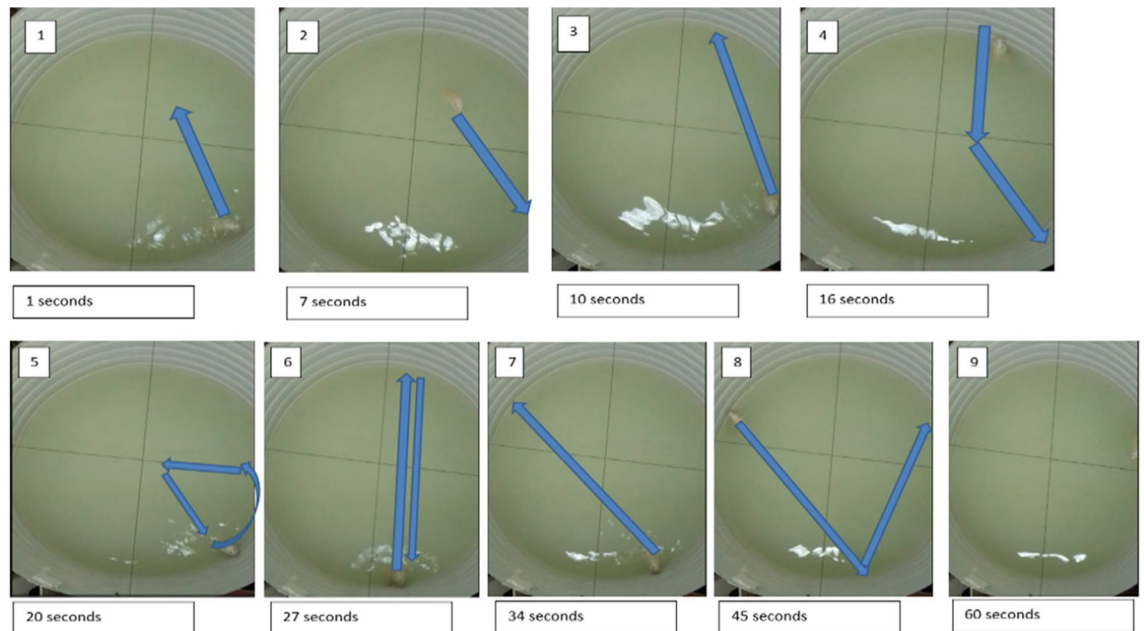 1
2
3
4
1 seconds
7 seconds
10 seconds
16 seconds
5
6
7
8
9
20 seconds
27 seconds
34 seconds
45 seconds
60 seconds